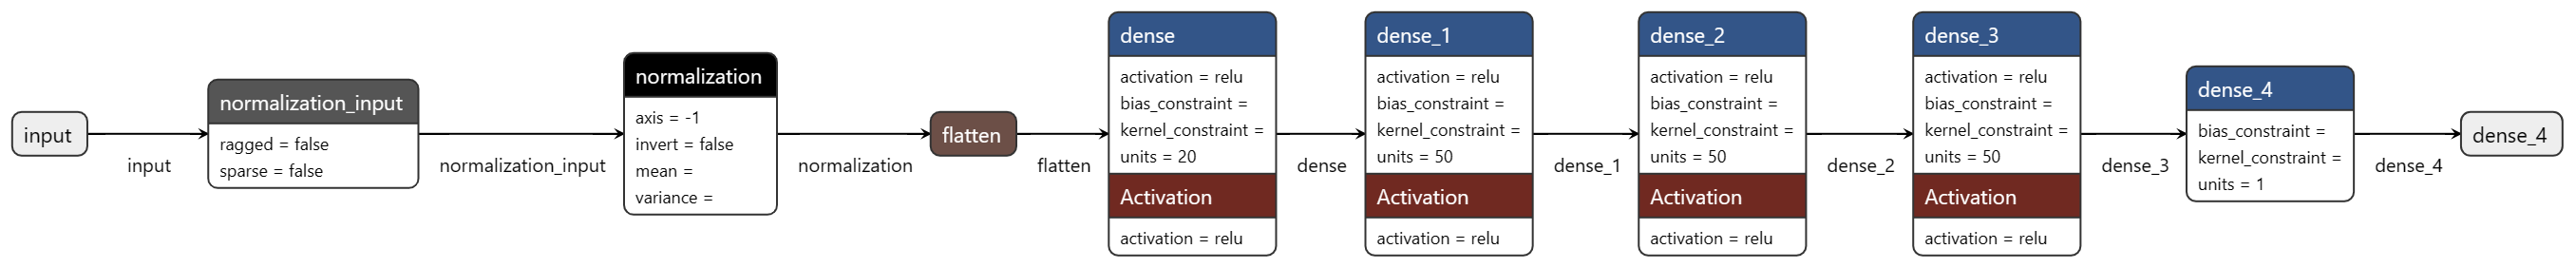 input
input
normalization_input
ragged = false
sparse = false
normalization_input
normalization
axis = -1
invert = false
mean =
variance =
normalization
flatten
flatten
dense
activation = relu
bias_constraint =
kernel_constraint =
units = 20
Activation
activation = relu
dense
dense_1
activation = relu
bias_constraint =
kernel_constraint =
units = 50
Activation
activation = relu
dense_1
dense_2
activation = relu
bias_constraint =
kernel_constraint =
units = 50
Activation
activation = relu
dense_2
dense_3
activation = relu
bias_constraint =
kernel_constraint =
units = 50
Activation
activation = relu
dense_3
dense_4
bias_constraint =
kernel_constraint =
units = 1
dense_4
dense_4